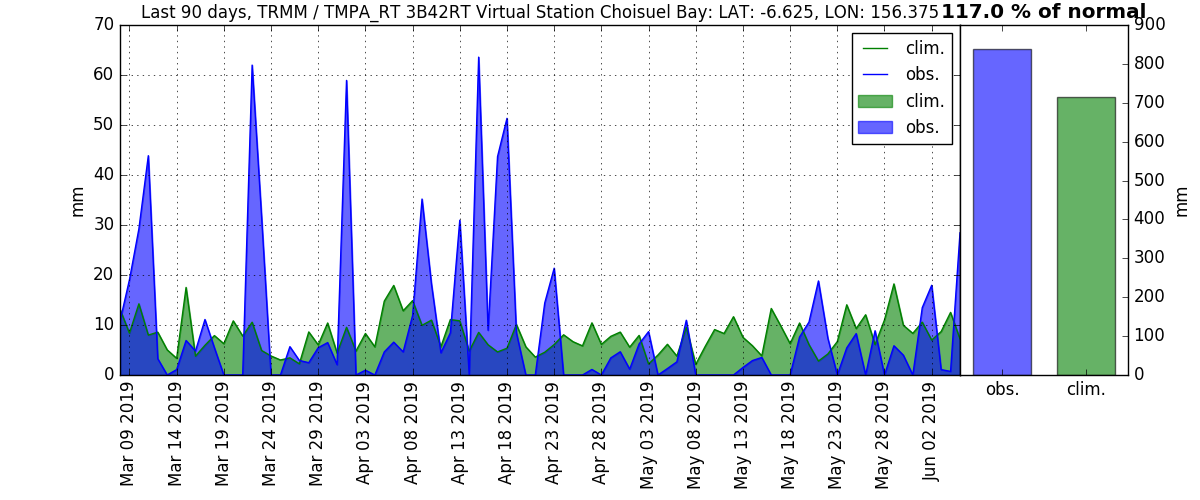 Last 90 days, TRMM / TMPA_RT 3B42RT Virtual Station Choisuel Bay: LAT: -6.625, LON: 156.375
117.0 % of normal
70
60
50
40
30
20
10
0
mm
clim.
obs.
clim.
obs.
Mar 09 2019
Mar 14 2019
Mar 19 2019
Mar 24 2019
Mar 29 2019
Apr 03 2019
Apr 08 2019
Apr 13 2019
Apr 18 2019
Apr 23 2019
Apr 28 2019
May 03 2019
May 08 2019
May 13 2019
May 18 2019
May 23 2019
May 28 2019
Jun 02 2019
900
800
700
600
500
400
300
200
100
0
mm
obs.
clim.